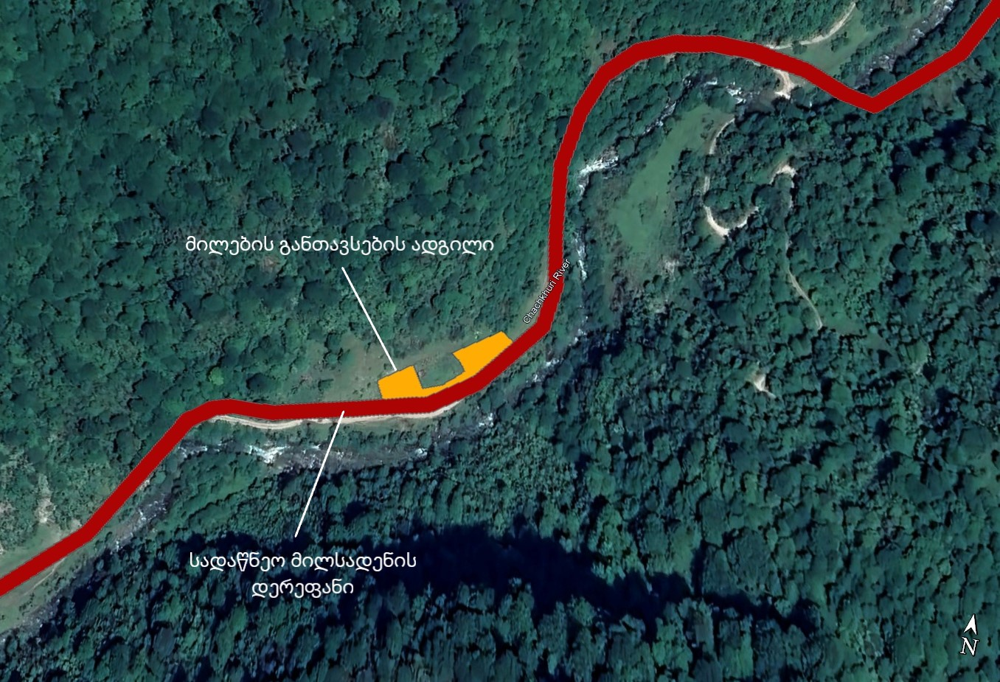 მილების განთავსების ადგილი
Chachkhuri River
სადაწნეო მილსადენის
დერეფანი
N